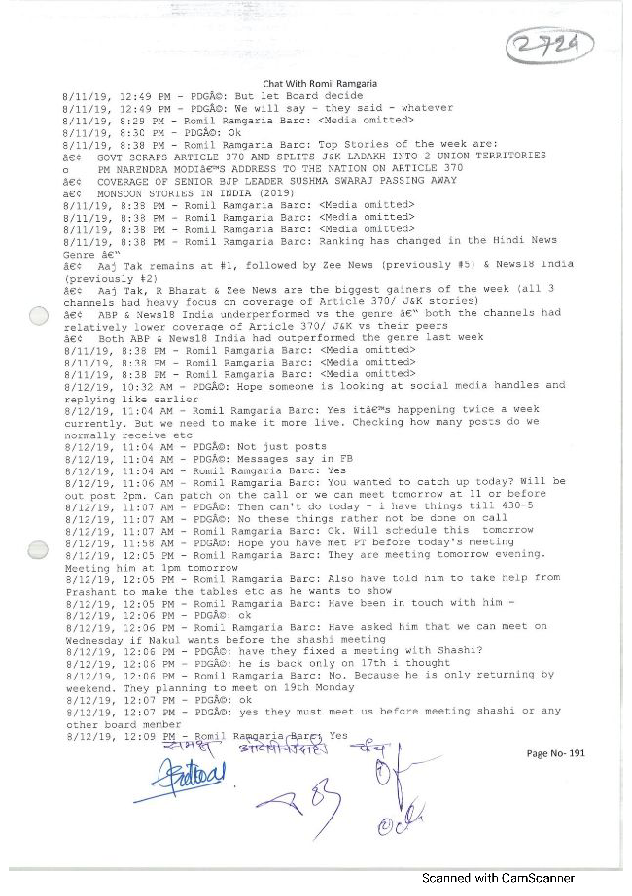 2724
Chat With Romil Ramgaria
8/11/19, 12:49 PM - PDGÃ©: But let Board decide
8/11/19, 12:49 PM - PDGÃ©: We will say - they said - whatever
8/11/19, 8:29 PM - Romil Ramgaria Barc: <Media omitted>
8/11/19, 8:30 PM - PDGÃ©: Ok
8/11/19, 8:38 PM - Romil Ramgaria Barc: Top Stories of the week are:
â€¢ GOVT SCRAPS ARTICLE 370 AND SPLITS J&K LADAKH INTO 2 UNION TERRITORIES
o PM NARENDRA MODIâ€™S ADDRESS TO THE NATION ON ARTICLE 370
â€¢ COVERAGE OF SENIOR BJP LEADER SUSHMA SWARAJ PASSING AWAY
â€¢ MONSOON STORIES IN INDIA (2019)
8/11/19, 8:38 PM - Romil Ramgaria Barc: <Media omitted>
8/11/19, 8:38 PM - Romil Ramgaria Barc: <Media omitted>
8/11/19, 8:38 PM - Romil Ramgaria Barc: <Media omitted>
8/11/19, 8:38 PM - Romil Ramgaria Barc: Ranking has changed in the Hindi News
Genre â€“
â€¢ Aaj Tak remains at #1, followed by Zee News (previously #5) & News18 India
(previously #2)
â€¢ Aaj Tak, R Bharat & Zee News are the biggest gainers of the week (all 3
channels had heavy focus on coverage of Article 370/ J&K stories)
â€¢ ABP & News18 India underperformed vs the genre â€“ both the channels had
relatively lower coverage of Article 370/ J&K vs their peers
â€¢ Both ABP & News18 India had outperformed the genre last week
8/11/19, 8:38 PM - Romil Ramgaria Barc: <Media omitted>
8/11/19, 8:38 PM - Romil Ramgaria Barc: <Media omitted>
8/11/19, 8:38 PM - Romil Ramgaria Barc: <Media omitted>
8/12/19, 10:32 AM - PDGÃ©: Hope someone is looking at social media handles and
replying like earlier
8/12/19, 11:04 AM - Romil Ramgaria Barc: Yes itâ€™s happening twice a week
currently. But we need to make it more live. Checking how many posts do we
normally receive etc
8/12/19, 11:04 AM - PDGÃ©: Not just posts
8/12/19, 11:04 AM - PDGÃ©: Messages say in FB
8/12/19, 11:04 AM - Romil Ramgaria Barc: Yes
8/12/19, 11:06 AM - Romil Ramgaria Barc: You wanted to catch up today? Will be
out post 2pm. Can patch on the call or we can meet tomorrow at 11 or before
8/12/19, 11:07 AM - PDGÃ©: Then can't do today - i have things till 430-5
8/12/19, 11:07 AM - PDGÃ©: No these things rather not be done on call
8/12/19, 11:07 AM - Romil Ramgaria Barc: Ok. Will schedule this tomorrow
8/12/19, 11:58 AM - PDGÃ©: Hope you have met PT before today's meeting
8/12/19, 12:05 PM - Romil Ramgaria Barc: They are meeting tomorrow evening.
Meeting him at 1pm tomorrow
8/12/19, 12:05 PM - Romil Ramgaria Barc: Also have told him to take help from
Prashant to make the tables etc as he wants to show
8/12/19, 12:05 PM - Romil Ramgaria Barc: Have been in touch with him -
8/12/19, 12:06 PM - PDGÃ©: ok
8/12/19, 12:06 PM - Romil Ramgaria Barc: Have asked him that we can meet on
Wednesday if Nakul wants before the shashi meeting
8/12/19, 12:06 PM - PDGÃ©: have they fixed a meeting with Shashi?
8/12/19, 12:06 PM - PDGÃ©: he is back only on 17th i thought
8/12/19, 12:06 PM - Romil Ramgaria Barc: No. Because he is only returning by
weekend. They planning to meet on 19th Monday
8/12/19, 12:07 PM - PDGÃ©: ok
8/12/19, 12:07 PM - PDGÃ©: yes they must meet us before meeting shashi or any
other board member
8/12/19, 12:09 PM - Romil Ramgaria Barc: Yes
समक्ष पंच
Page No- 191
Scanned with CamScanner